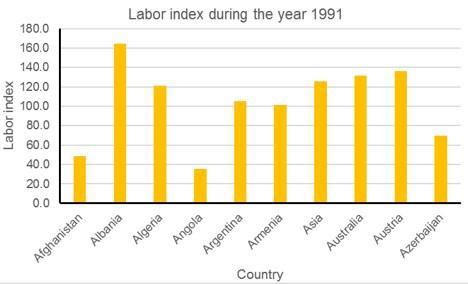 Labor index during the year 1991
Labor index
180.0
160.0
140.0
120.0
100.0
80.0
60.0
40.0
20.0
0.0
Afghanistan
Albania
Algeria
Angola
Argentina
Armenia
Asia
Australia
Austria
Azerbaijan
Country